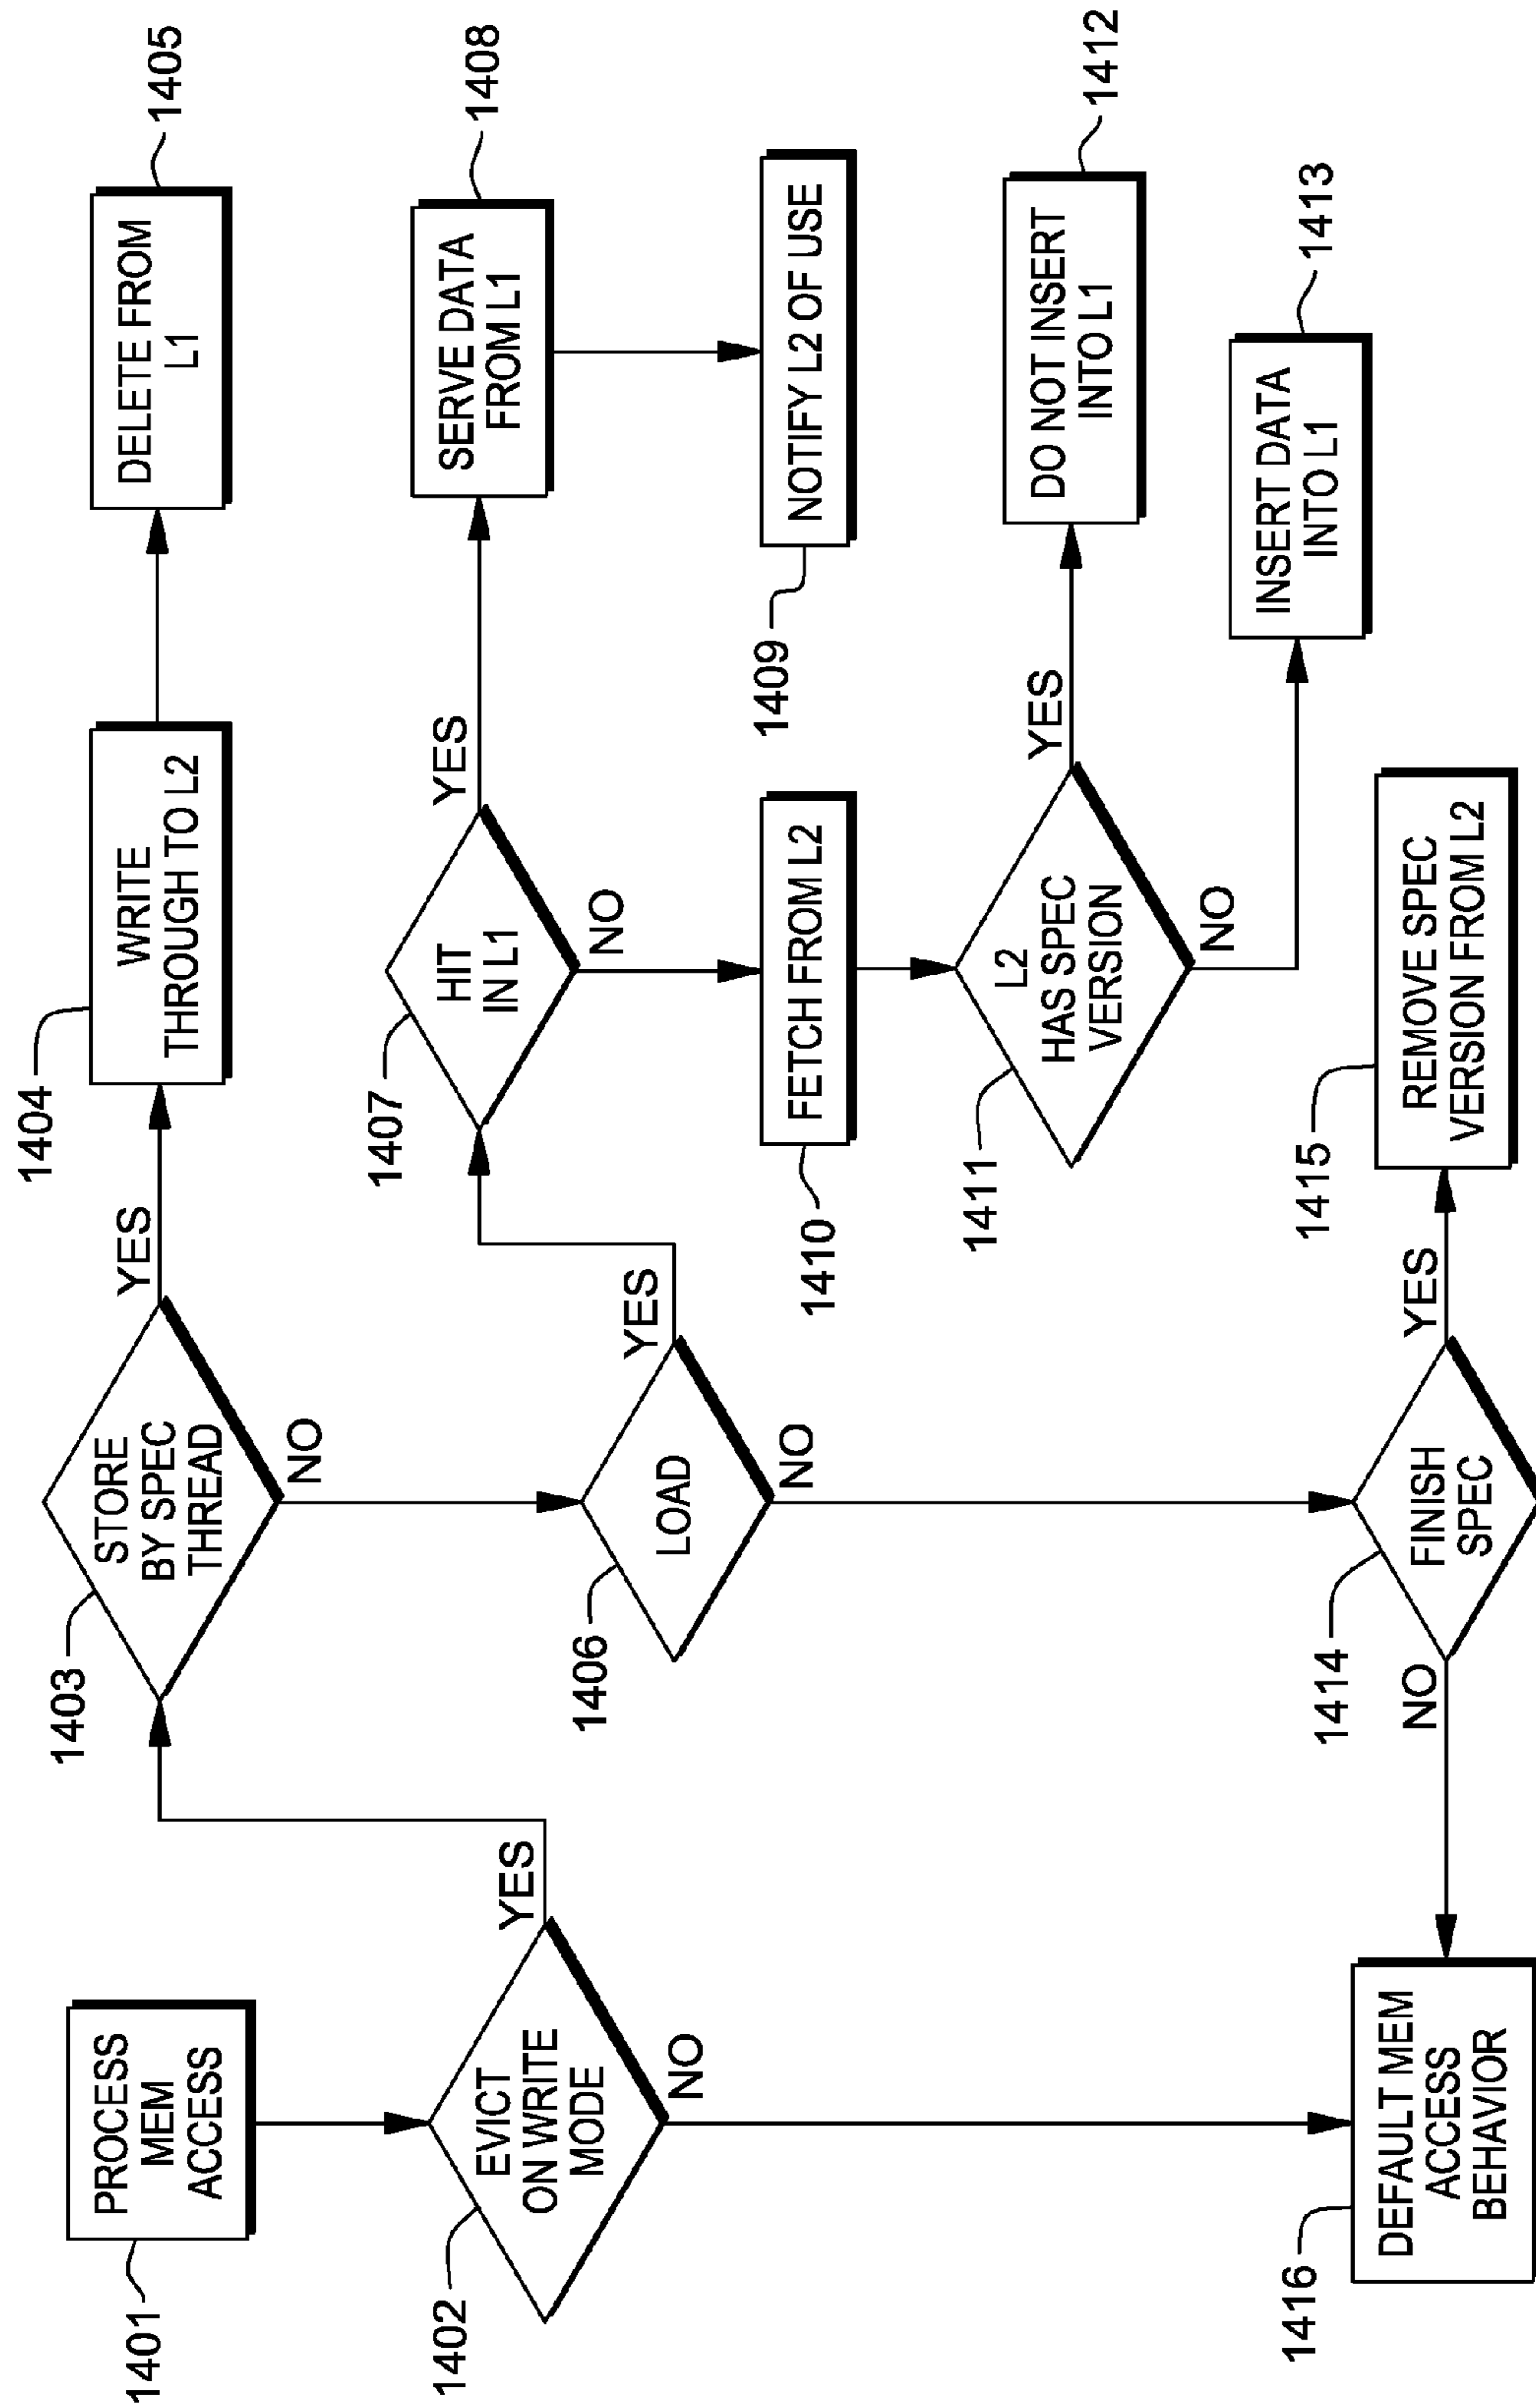 1401
PROCESS
MEM
ACCESS
1402
EVICT
ON WRITE
MODE
YES
NO
1403
STORE
BY SPEC
THREAD
YES
NO
1404
WRITE
THROUGH TO L2
1405
DELETE FROM
L1
1406
LOAD
YES
NO
1407
HIT
IN L1
YES
NO
1408
SERVE DATA
FROM L1
1409
NOTIFY L2 OF USE
1410
FETCH FROM L2
1411
L2
HAS SPEC
VERSION
YES
NO
1412
DO NOT INSERT
INTO L1
1413
INSERT DATA
INTO L1
1414
FINISH
SPEC
YES
NO
1415
REMOVE SPEC
VERSION FROM L2
1416
DEFAULT MEM
ACCESS
BEHAVIOR